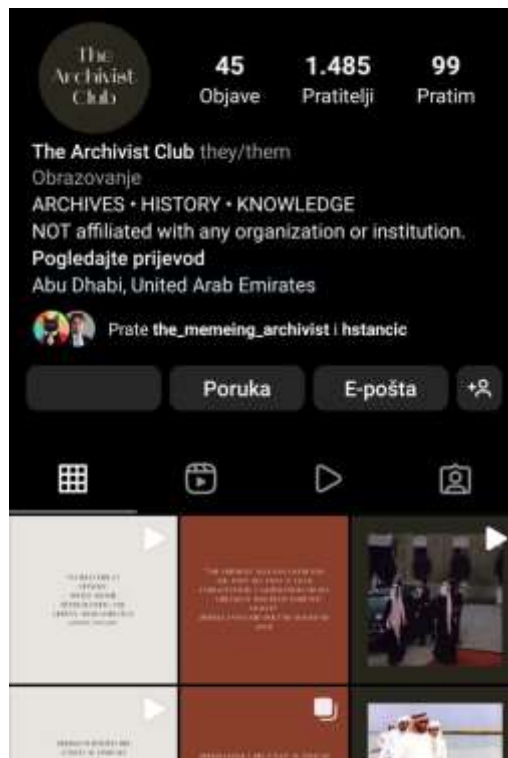 The
Archivist
Club
45
Objave
1.485
Pratitelji
99
Pratim
The Archivist Club they/them
Obrazovanje
ARCHIVES • HISTORY • KNOWLEDGE
NOT affiliated with any organization or institution.
Pogledajte prijevod
Abu Dhabi, United Arab Emirates
Prate the_memeing_archivist i hstancic
Poruka
E-pošta